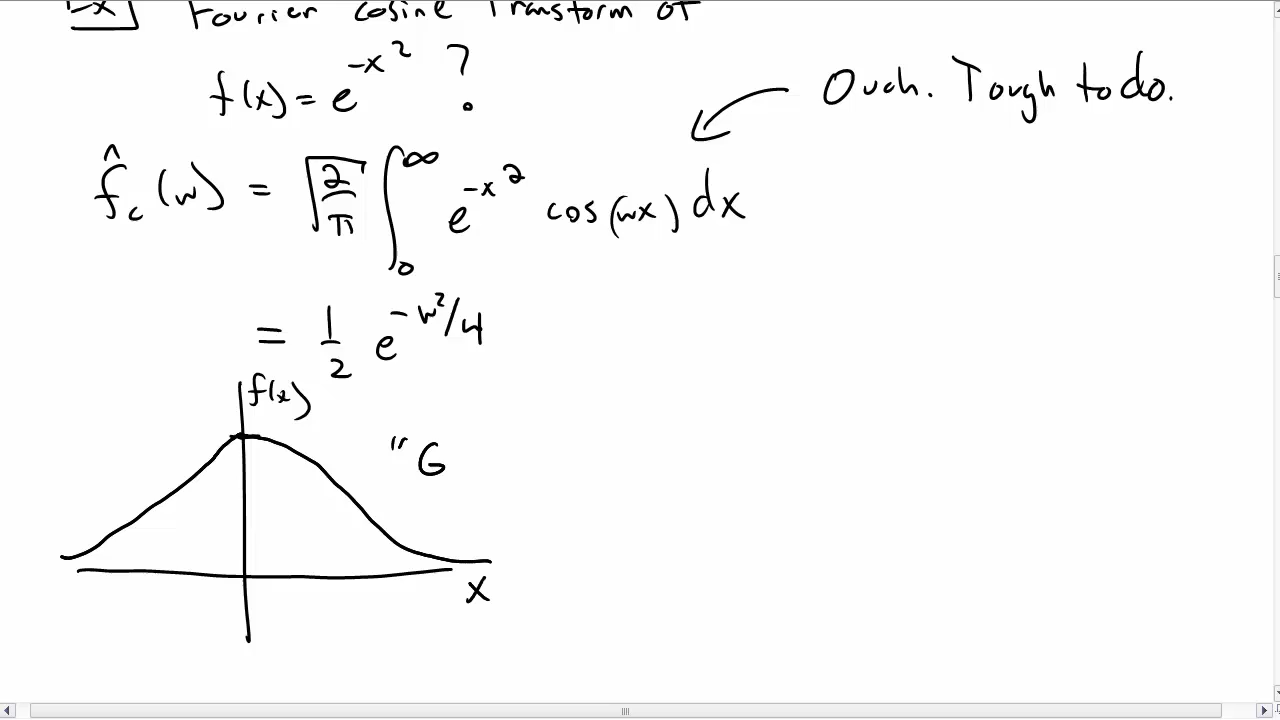 Ex Fourier Cosine Transform of
f(x) = e^{-x^2} ?
Ouch. Tough to do.
f̂_c(w) = √(2/π) ∫_0^∞ e^{-x^2} cos(wx) dx
= 1/2 e^{-w^2/4}
f(x)
"G
x